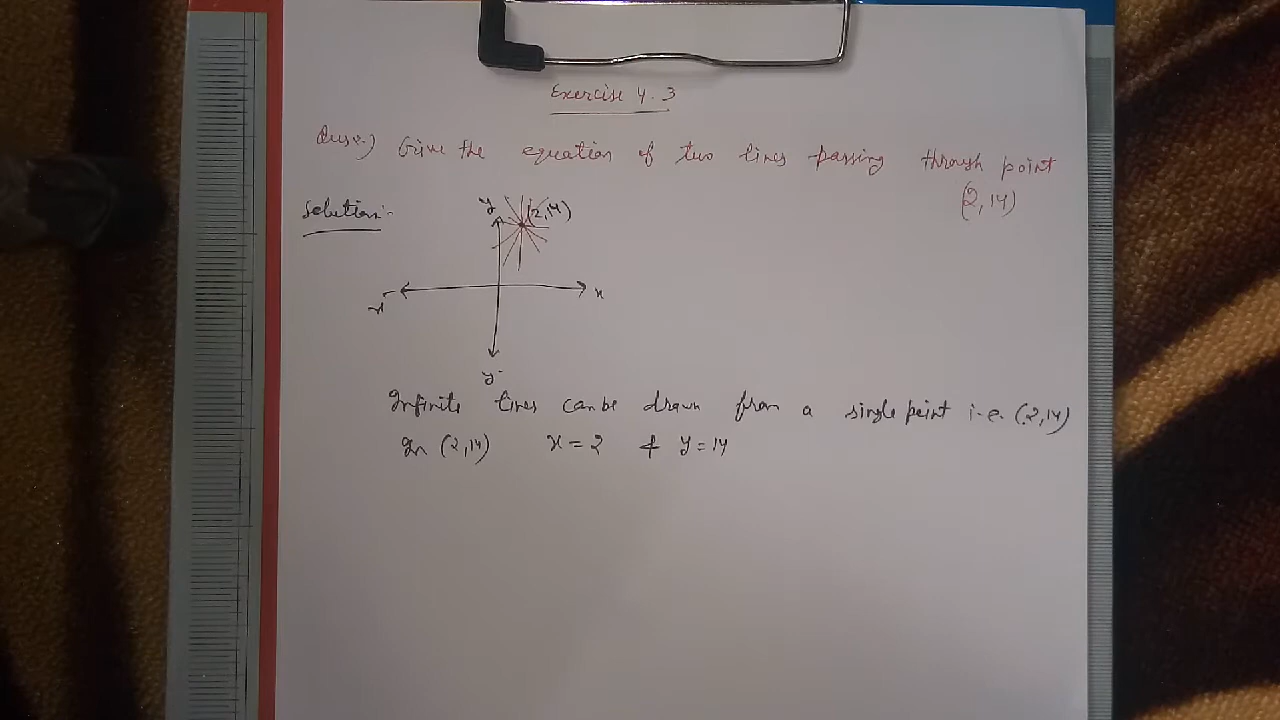 Exercise 4.3
Ques2.) Give the equation of two lines passing through point
(2,14)
Solution:-
y
(2,14)
x'
x
y'
Infinite lines can be drawn from a single point i.e. (2,14)
In (2,14) x = 2 & y = 14